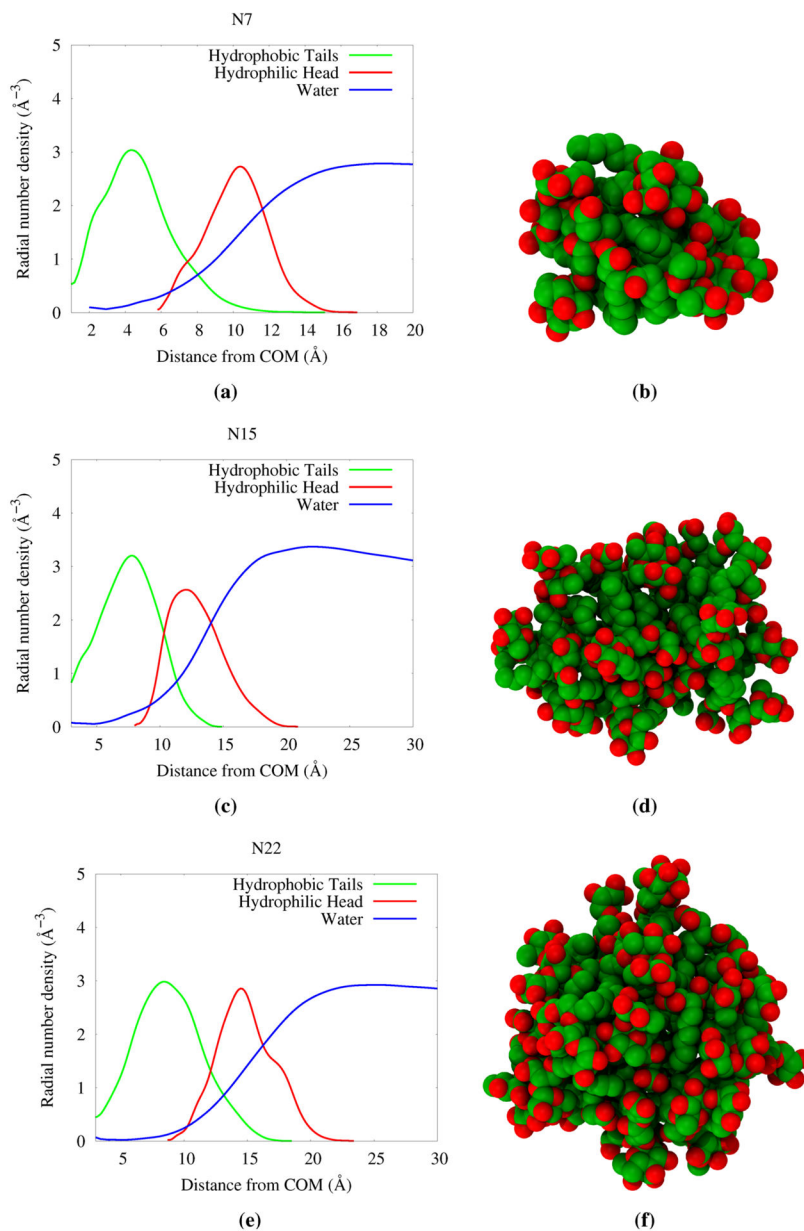 N7
5
4
3
2
1
0
Radial number density (Å⁻³)
Hydrophobic Tails
Hydrophilic Head
Water
2 4 6 8 10 12 14 16 18 20
Distance from COM (Å)
(a) (b)
N15
5
4
3
2
1
0
Radial number density (Å⁻³)
Hydrophobic Tails
Hydrophilic Head
Water
5 10 15 20 25 30
Distance from COM (Å)
(c) (d)
N22
5
4
3
2
1
0
Radial number density (Å⁻³)
Hydrophobic Tails
Hydrophilic Head
Water
5 10 15 20 25 30
Distance from COM (Å)
(e) (f)